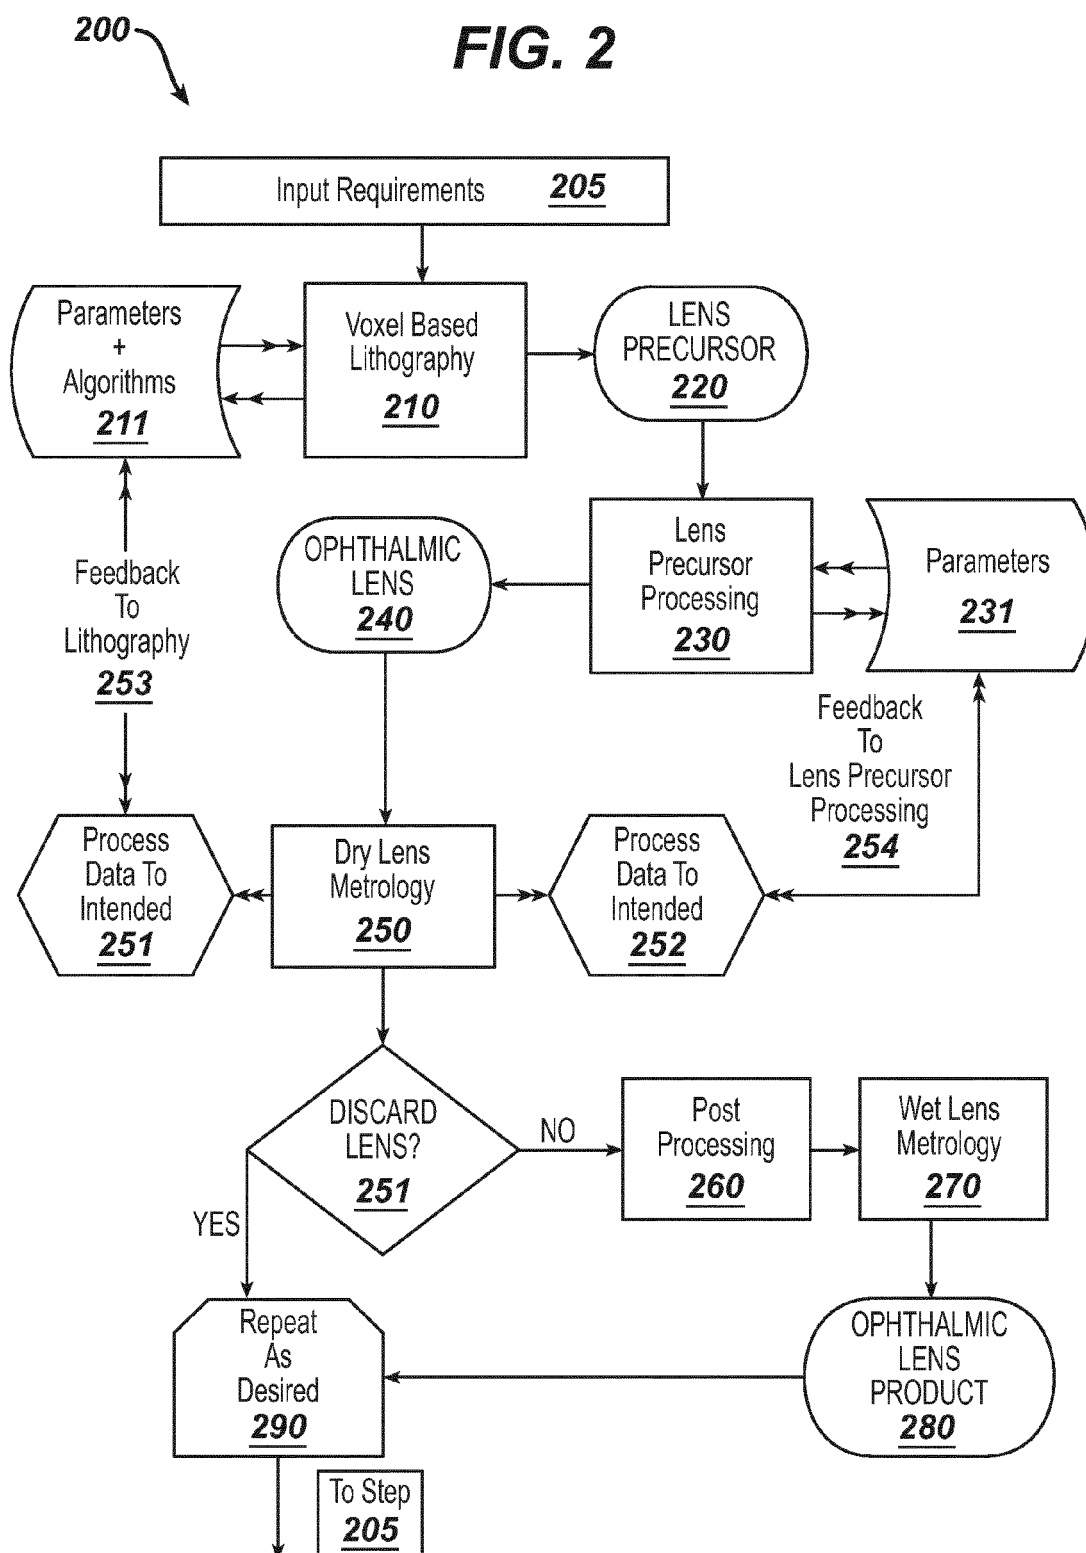 200
FIG. 2
Input Requirements 205
Parameters
+
Algorithms
211
Voxel Based
Lithography
210
LENS
PRECURSOR
220
Feedback
To
Lithography
253
OPHTHALMIC
LENS
240
Lens
Precursor
Processing
230
Parameters
231
Feedback
To
Lens Precursor
Processing
254
Process
Data To
Intended
251
Dry Lens
Metrology
250
Process
Data To
Intended
252
DISCARD
LENS?
251
NO
YES
Post
Processing
260
Wet Lens
Metrology
270
Repeat
As
Desired
290
OPHTHALMIC
LENS
PRODUCT
280
To Step
205